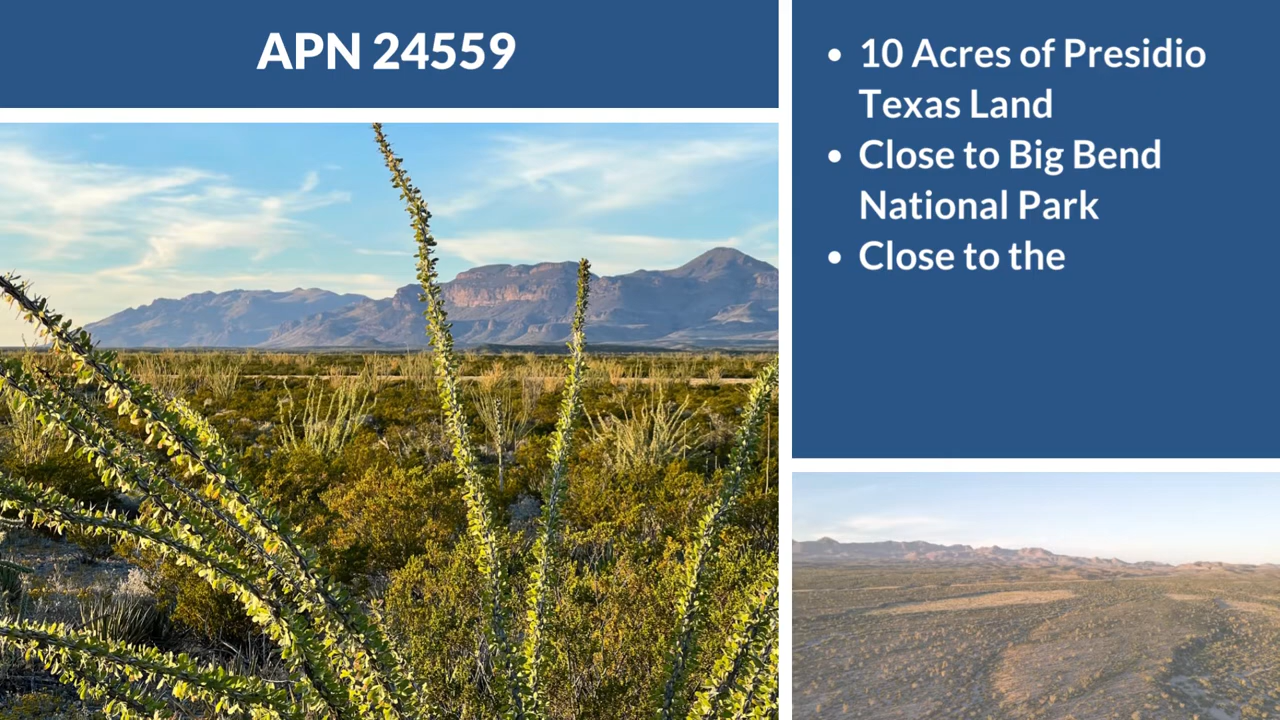 APN 24559
• 10 Acres of Presidio
Texas Land
• Close to Big Bend
National Park
• Close to the